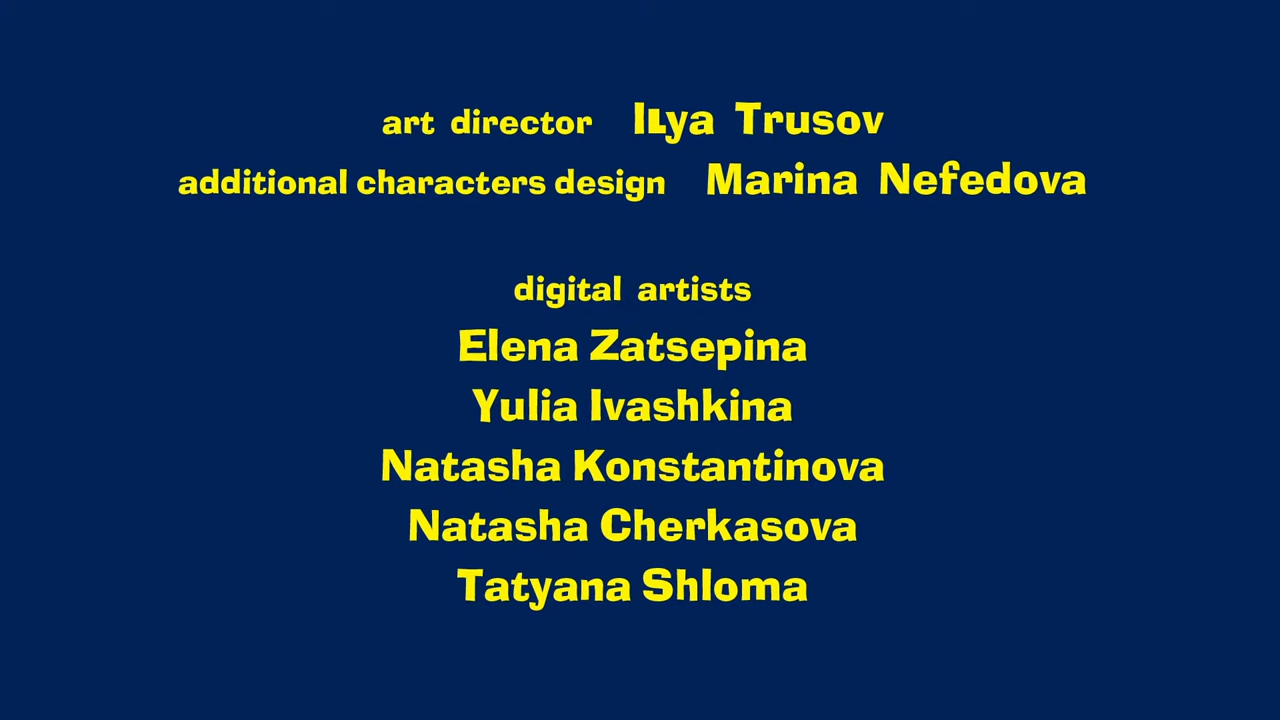 art director ILya Trusov
additional characters design Marina Nefedova
digital artists
Elena Zatsepina
Yulia Ivashkina
Natasha Konstantinova
Natasha Cherkasova
Tatyana Shloma